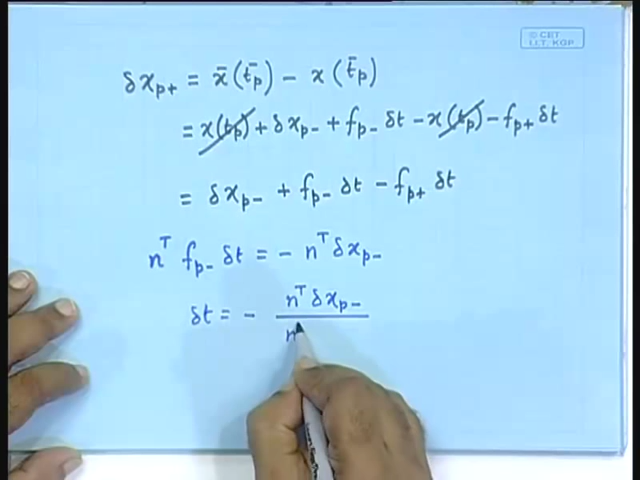 © CET
I.I.T. KGP
δx_{p+} = x̄(t̄_p) − x(t̄_p)
= x(t_p) + δx_{p−} + f_{p−} δt − x(t_p) − f_{p+} δt
= δx_{p−} + f_{p−} δt − f_{p+} δt
n^T f_{p−} δt = − n^T δx_{p−}
δt = − n^T δx_{p−}
n